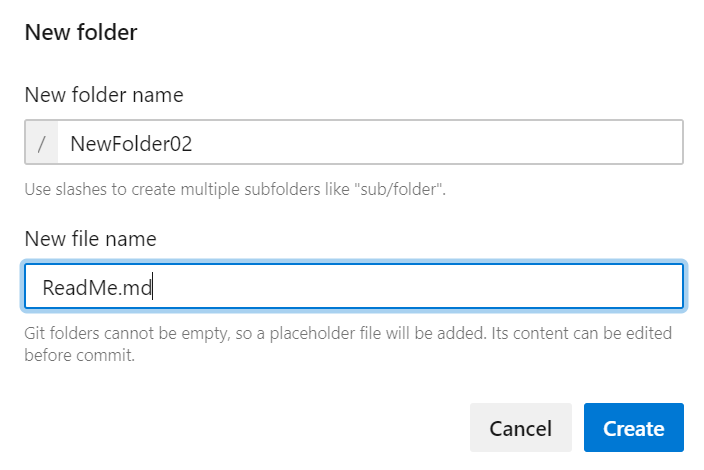 New folder
New folder name
/ NewFolder02
Use slashes to create multiple subfolders like "sub/folder".
New file name
ReadMe.md
Git folders cannot be empty, so a placeholder file will be added. Its content can be edited
before commit.
Cancel Create